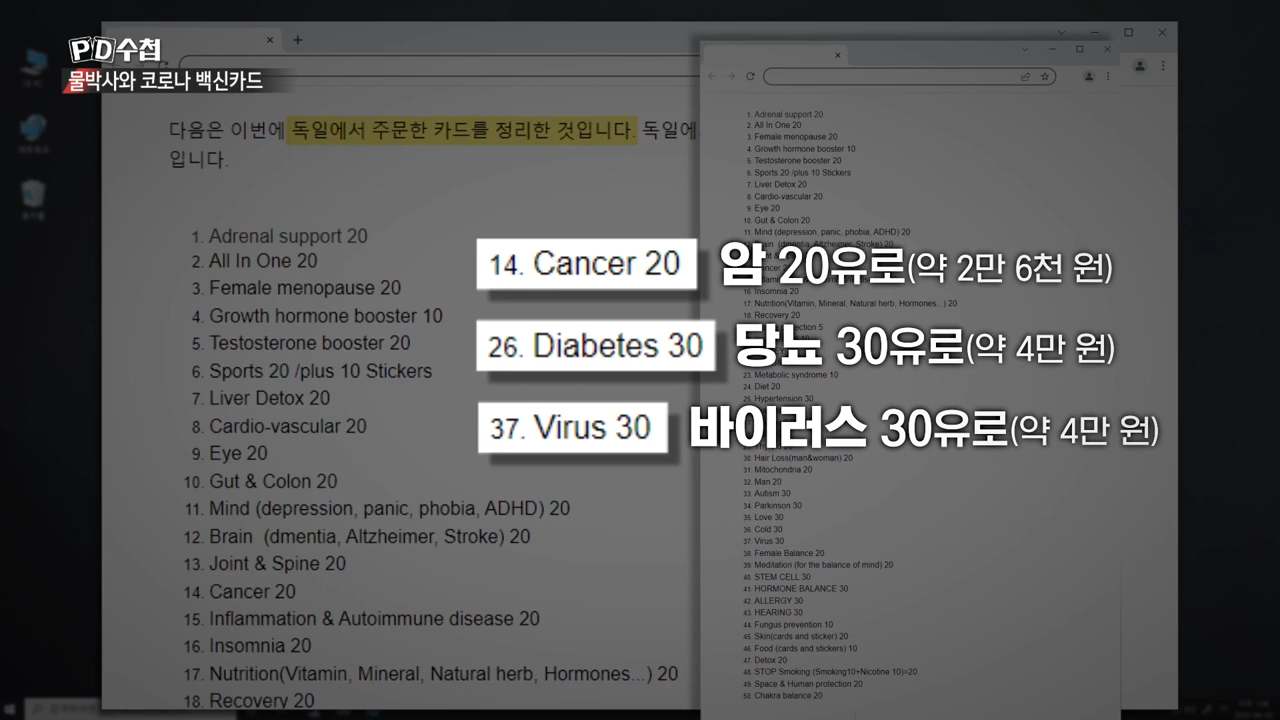 PD수첩
물박사와 코로나 백신카드
다음은 이번에 독일에서 주문한 카드를 정리한 것입니다. 독일에
입니다.
1. Adrenal support 20
2. All In One 20
3. Female menopause 20
4. Growth hormone booster 10
5. Testosterone booster 20
6. Sports 20 /plus 10 Stickers
7. Liver Detox 20
8. Cardio-vascular 20
9. Eye 20
10. Gut & Colon 20
11. Mind (depression, panic, phobia, ADHD) 20
12. Brain (dmentia, Altzheimer, Stroke) 20
13. Joint & Spine 20
14. Cancer 20
15. Inflammation & Autoimmune disease 20
16. Insomnia 20
17. Nutrition(Vitamin, Mineral, Natural herb, Hormones...) 20
18. Recovery 20
14. Cancer 20 암 20유로(약 2만 6천 원)
26. Diabetes 30 당뇨 30유로(약 4만 원)
37. Virus 30 바이러스 30유로(약 4만 원)
1. Adrenal support 20
2. All In One 20
3. Female menopause 20
4. Growth hormone booster 10
5. Testosterone booster 20
6. Sports 20 /plus 10 Stickers
7. Liver Detox 20
8. Cardio-vascular 20
9. Eye 20
10. Gut & Colon 20
11. Mind (depression, panic, phobia, ADHD) 20
12. Brain (dmentia, Altzheimer, Stroke) 20
16. Insomnia 20
17. Nutrition(Vitamin, Mineral, Natural herb, Hormones...) 20
18. Recovery 20
23. Metabolic syndrome 10
24. Diet 20
25. Hypertension 30
30. Hair Loss(man&woman) 20
31. Mitochondria 20
32. Man 20
33. Autism 30
34. Parkinson 30
35. Love 30
36. Cold 30
37. Virus 30
38. Female Balance 20
39. Meditation (for the balance of mind) 20
40. STEM CELL 30
41. HORMONE BALANCE 30
42. ALLERGY 30
43. HEARING 30
44. Fungus prevention 10
45. Skin(cards and sticker) 20
46. Food (cards and stickers) 10
47. Detox 20
48. STOP Smoking (Smoking10+Nicotine 10)=20
49. Space & Human protection 20
50. Chakra balance 20